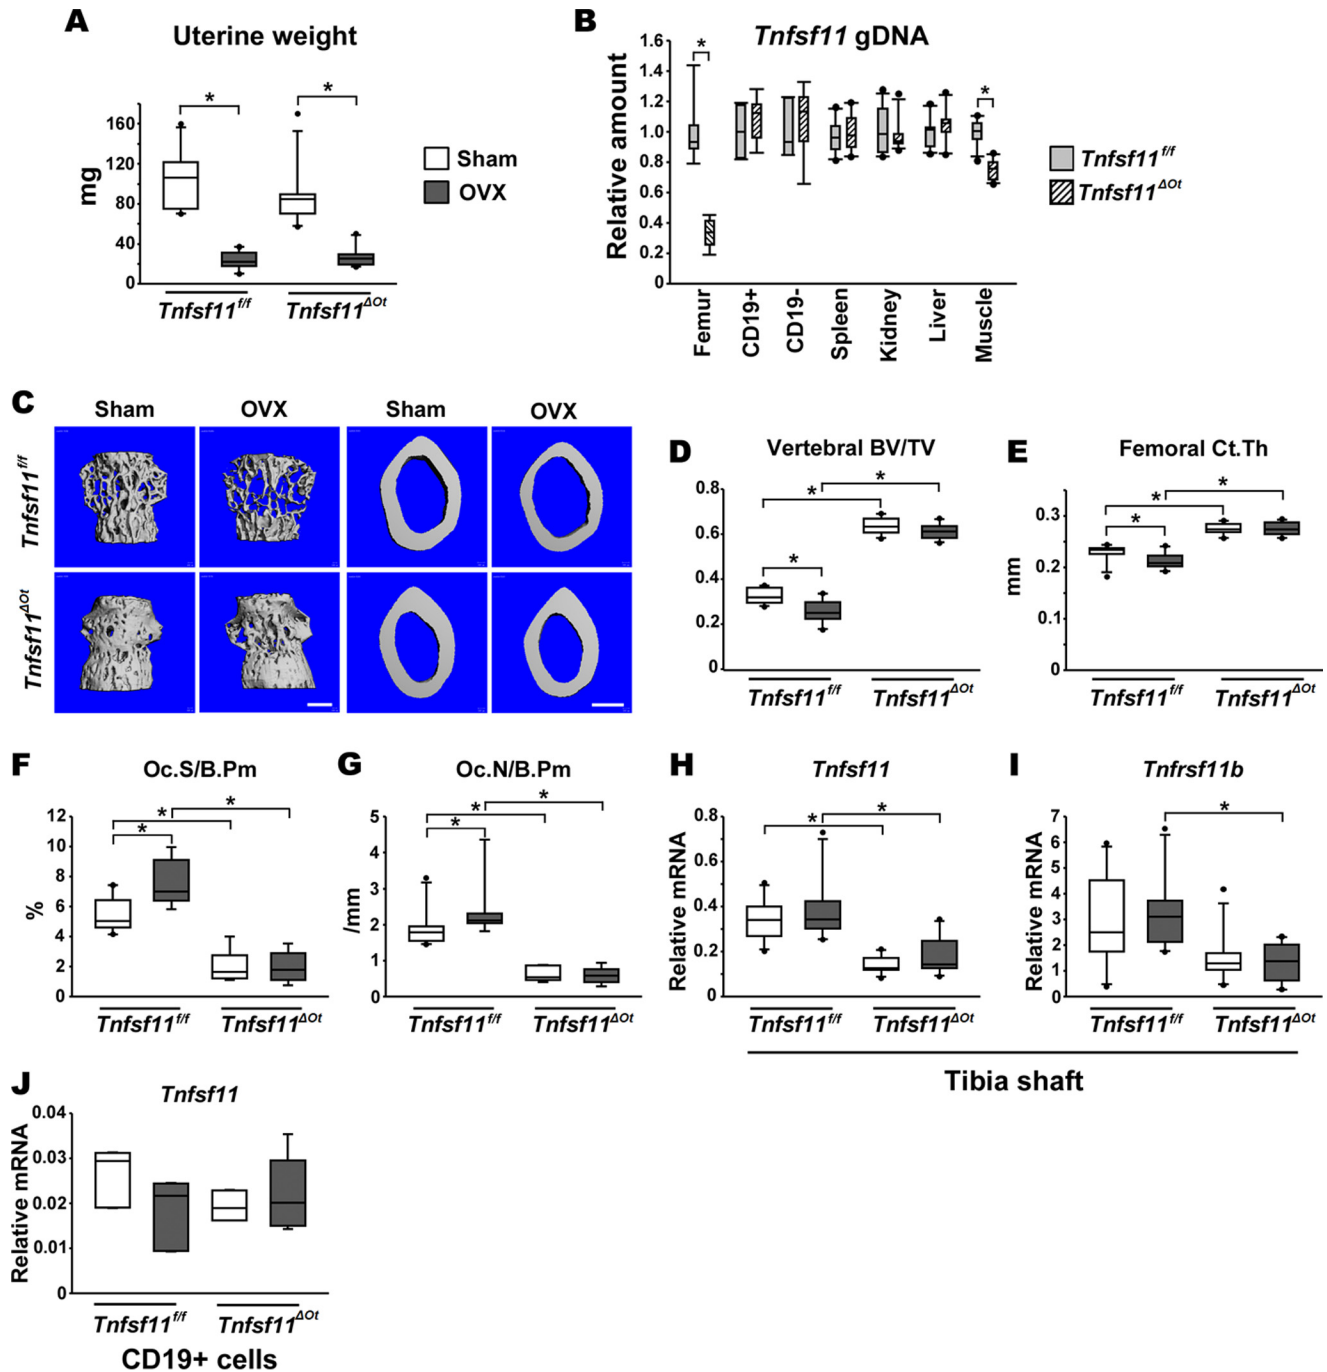 A
Uterine weight
160
120
80
40
0
mg
*
*
Sham
OVX
Tnfsf11f/f
Tnfsf11ΔOt
B
Tnfsf11 gDNA
1.6
1.4
1.2
1.0
0.8
0.6
0.4
0.2
0
Relative amount
*
*
Tnfsf11f/f
Tnfsf11ΔOt
Femur
CD19+
CD19-
Spleen
Kidney
Liver
Muscle
C
Sham
OVX
Sham
OVX
Tnfsf11f/f
Tnfsf11ΔOt
D
Vertebral BV/TV
0.8
0.6
0.4
0.2
0
*
*
*
Tnfsf11f/f
Tnfsf11ΔOt
E
Femoral Ct.Th
0.3
0.2
0.1
0
mm
*
*
*
Tnfsf11f/f
Tnfsf11ΔOt
F
Oc.S/B.Pm
12
10
8
6
4
2
0
%
*
*
*
Tnfsf11f/f
Tnfsf11ΔOt
G
Oc.N/B.Pm
5
4
3
2
1
0
/mm
*
*
*
Tnfsf11f/f
Tnfsf11ΔOt
H
Tnfsf11
0.8
0.6
0.4
0.2
0
Relative mRNA
*
*
Tnfsf11f/f
Tnfsf11ΔOt
I
Tnfrsf11b
7
6
5
4
3
2
1
0
Relative mRNA
*
Tnfsf11f/f
Tnfsf11ΔOt
Tibia shaft
J
Tnfsf11
0.04
0.03
0.02
0.01
0
Relative mRNA
Tnfsf11f/f
Tnfsf11ΔOt
CD19+ cells